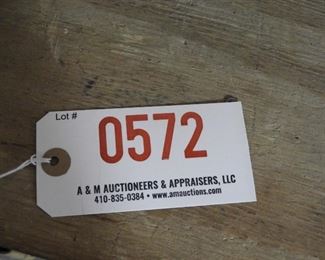 Lot #
0572
A & M AUCTIONEERS & APPRAISERS, LLC
410-835-0384 • www.amauctions.com